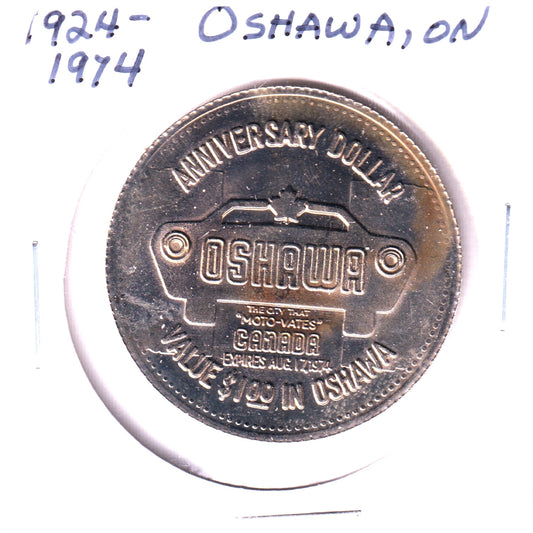 1924-
1974
OSHAWA, ON
ANNIVERSARY DOLLAR
OSHAWA
THE CITY THAT
"MOTO-VATES"
CANADA
EXPIRES AUG. 17, 1974
VALUE $1.00 IN OSHAWA